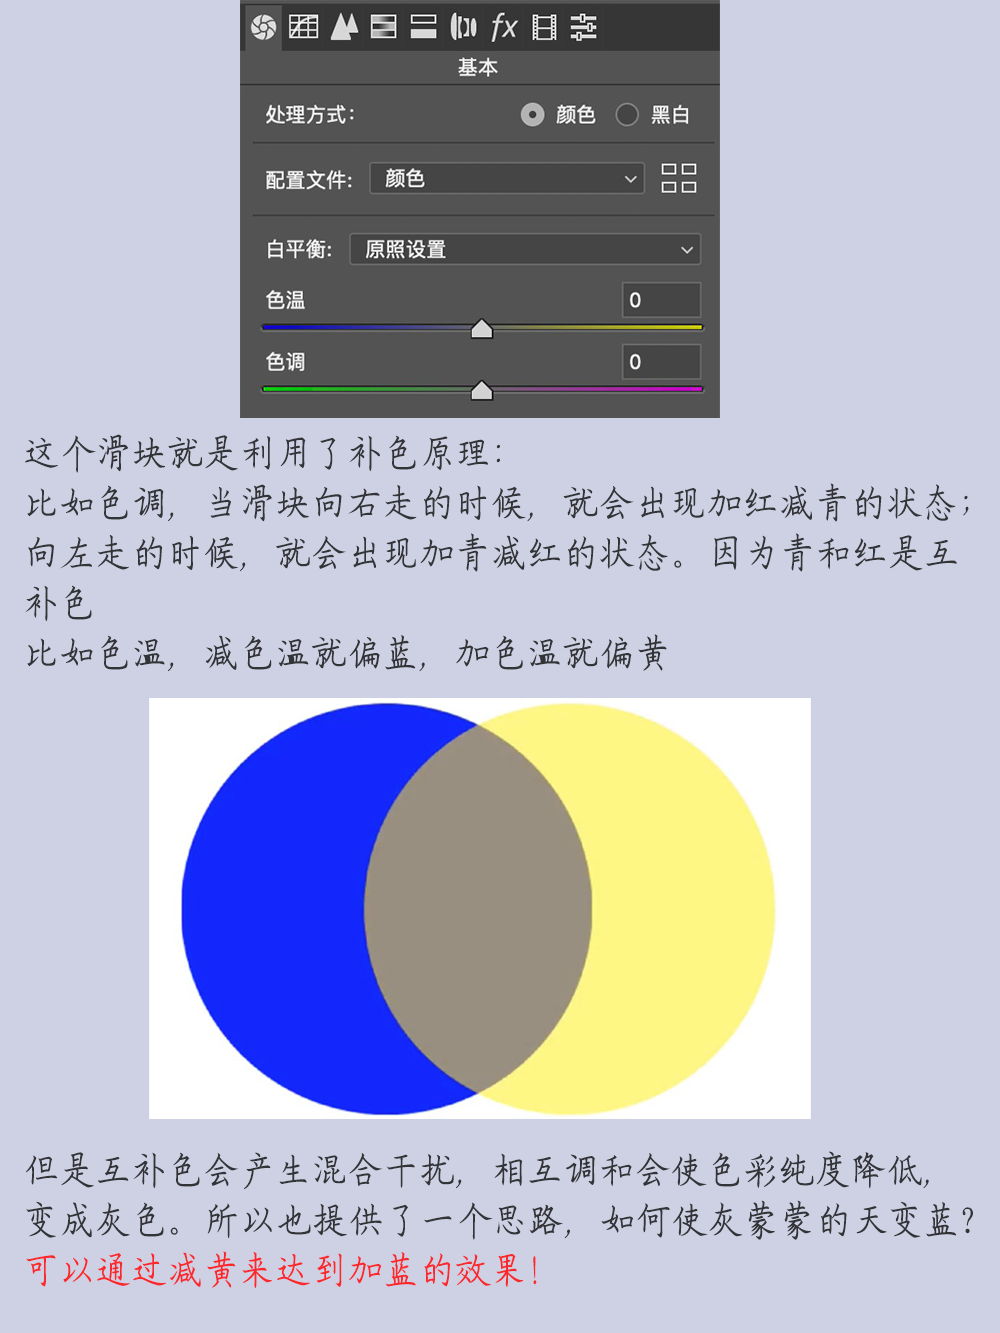 fx
基本
处理方式：
颜色
黑白
配置文件:
颜色
白平衡:
原照设置
色温
0
色调
0
这个滑块就是利用了补色原理：
比如色调，当滑块向右走的时候，就会出现加红减青的状态；
向左走的时候，就会出现加青减红的状态。因为青和红是互
补色
比如色温，减色温就偏蓝，加色温就偏黄
但是互补色会产生混合干扰，相互调和会使色彩纯度降低，
变成灰色。所以也提供了一个思路，如何使灰蒙蒙的天变蓝？
可以通过减黄来达到加蓝的效果！